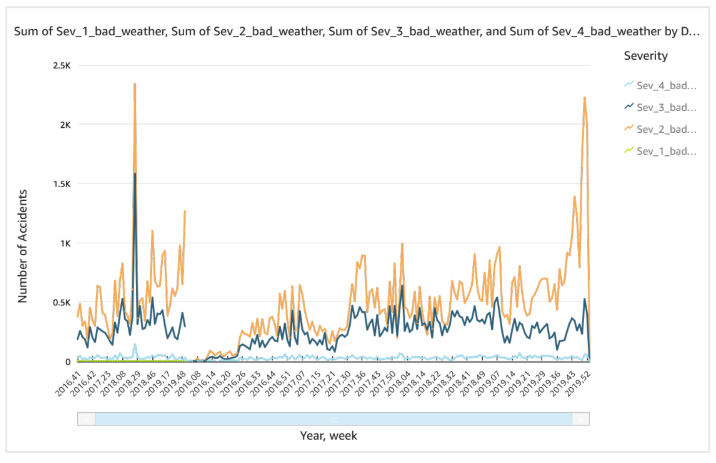 Sum of Sev_1_bad_weather, Sum of Sev_2_bad_weather, Sum of Sev_3_bad_weather, and Sum of Sev_4_bad_weather by D...
Severity
Sev_4_bad...
Sev_3_bad...
Sev_2_bad...
Sev_1_bad...
Number of Accidents
2.5K
2K
1.5K
1K
0.5K
0
2016,41
2016,49
2017,23
2018,08
2018,29
2018,46
2019,17
2019,48
2016,08
2016,14
2016,20
2016,26
2016,33
2016,44
2016,51
2017,07
2017,15
2017,21
2017,30
2017,36
2017,43
2017,50
2018,04
2018,14
2018,22
2018,32
2018,41
2018,49
2019,07
2019,14
2019,21
2019,29
2019,36
2019,43
2019,52
Year, week